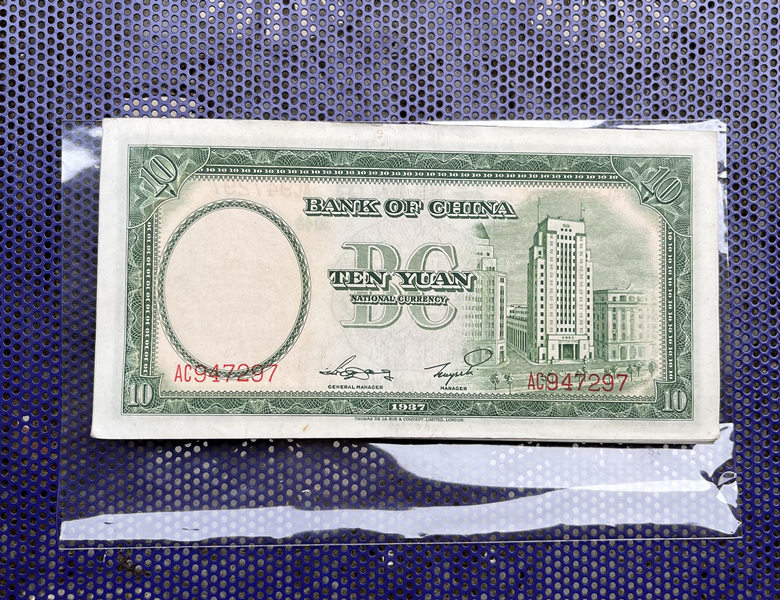 10 10
BANK OF CHINA
BC
TEN YUAN
NATIONAL CURRENCY
AC947297
GENERAL MANAGER
MANAGER
AC947297
10 1937 10
THOMAS DE LA RUE & COMPANY, LIMITED, LONDON